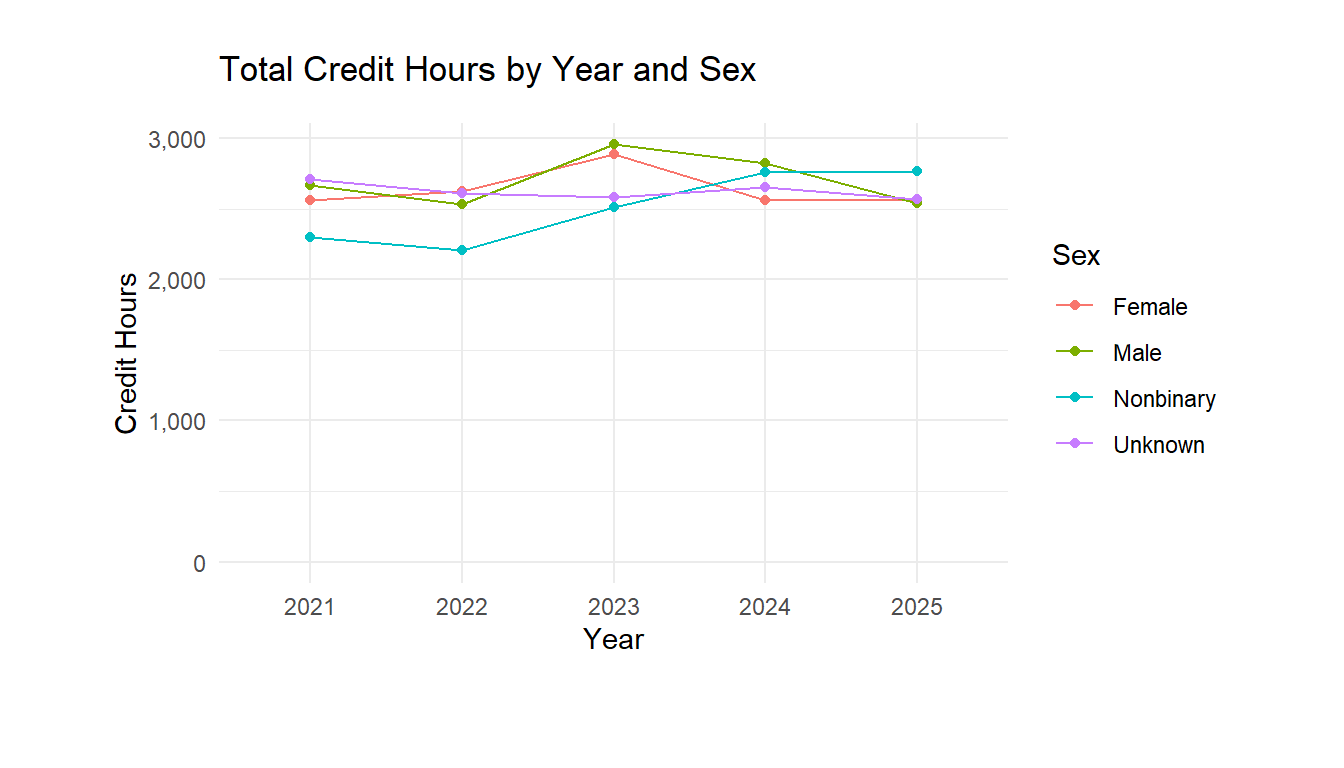 Total Credit Hours by Year and Sex
3,000
2,000
1,000
0
Credit Hours
2021 2022 2023 2024 2025
Year
Sex
Female
Male
Nonbinary
Unknown